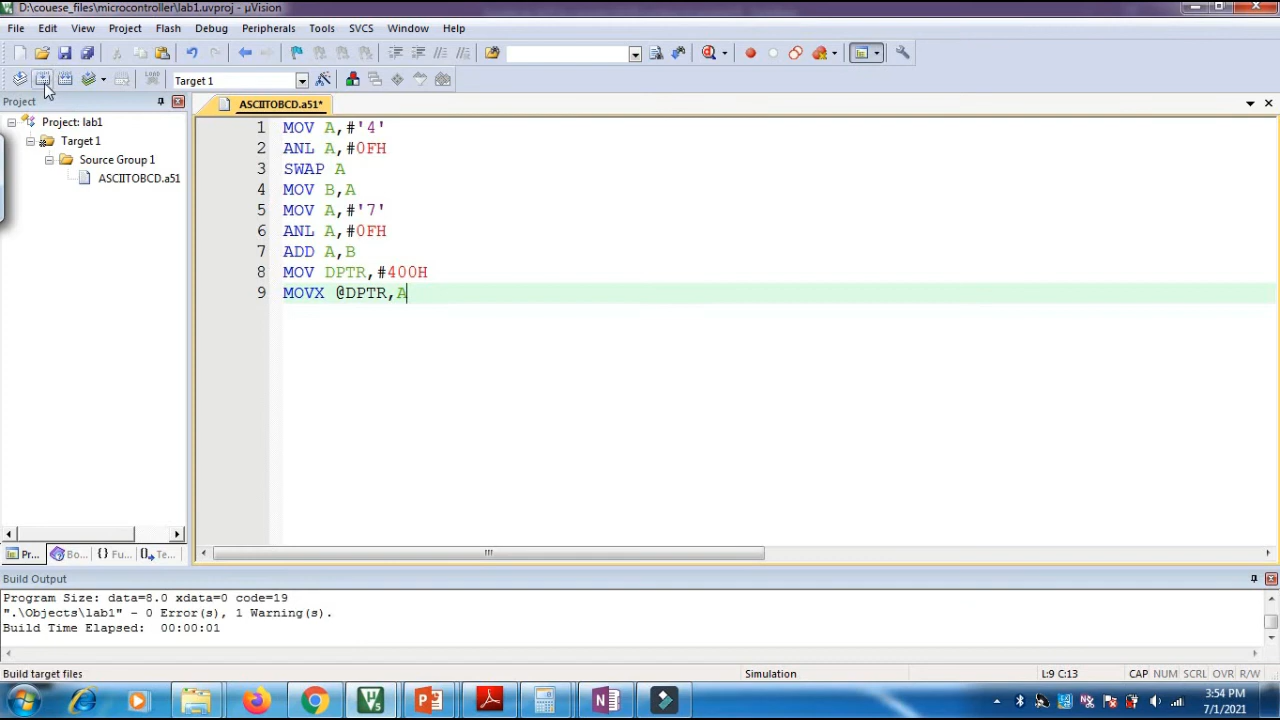 D:\couese_files\microcontroller\lab1.uvproj - µVision
File Edit View Project Flash Debug Peripherals Tools SVCS Window Help
Target 1
Project
ASCIITOBCD.a51*
Project: lab1
Target 1
Source Group 1
ASCIITOBCD.a51
1 MOV A,#'4'
2 ANL A,#0FH
3 SWAP A
4 MOV B,A
5 MOV A,#'7'
6 ANL A,#0FH
7 ADD A,B
8 MOV DPTR,#400H
9 MOVX @DPTR,A
Pr... Bo... {} Fu... Te...
Build Output
Program Size: data=8.0 xdata=0 code=19
".\Objects\lab1" - 0 Error(s), 1 Warning(s).
Build Time Elapsed: 00:00:01
Build target files Simulation L:9 C:13 CAP NUM SCRL OVR R/W
3:54 PM
7/1/2021